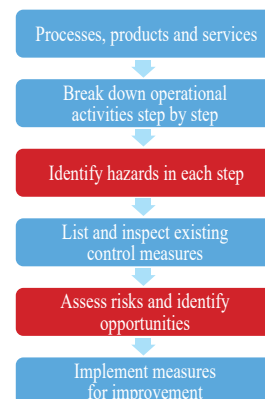 Processes, products and services
Break down operational
activities step by step
Identify hazards in each step
List and inspect existing
control measures
Assess risks and identify
opportunities
Implement measures
for improvement